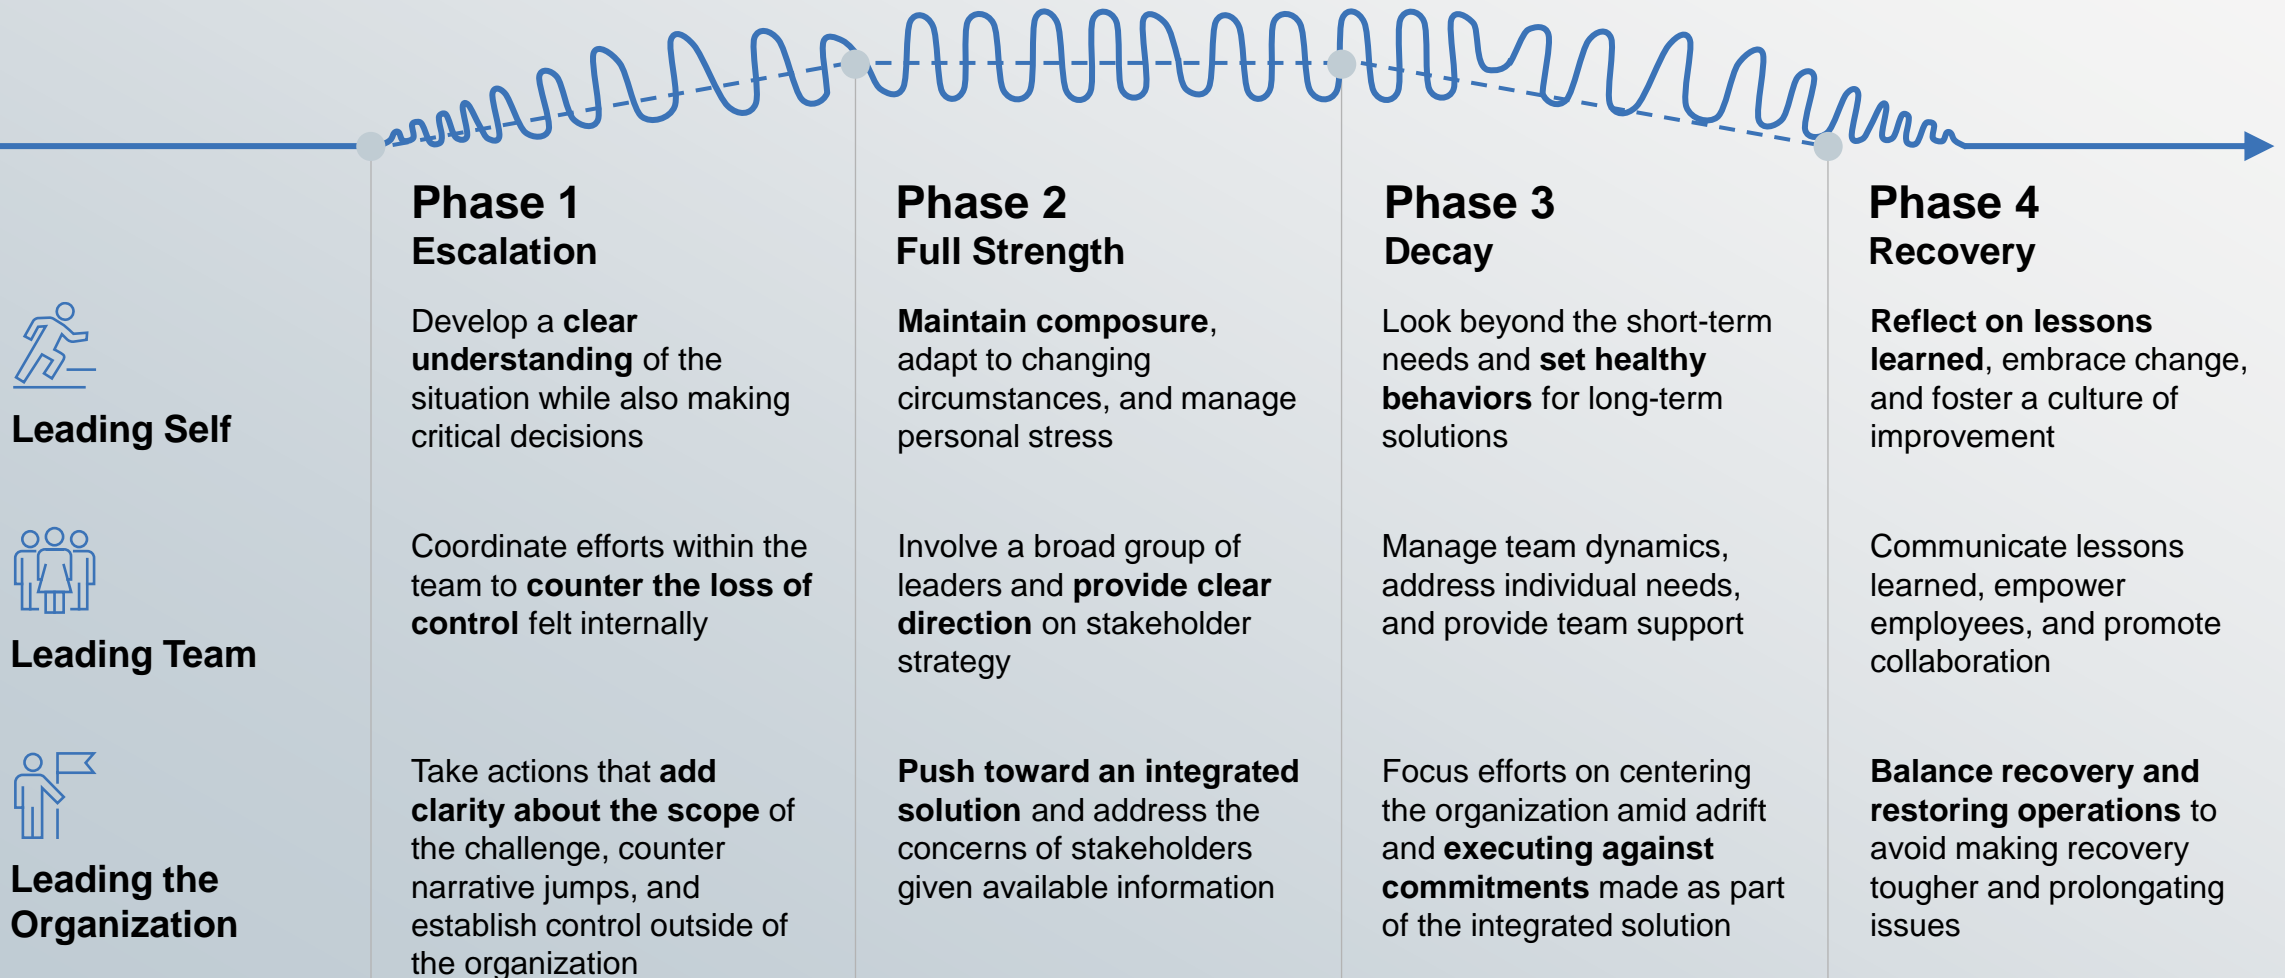 Phase 1
Escalation
Phase 2
Full Strength
Phase 3
Decay
Phase 4
Recovery
Leading Self
Develop a clear
understanding of the
situation while also making
critical decisions
Maintain composure,
adapt to changing
circumstances, and manage
personal stress
Look beyond the short-term
needs and set healthy
behaviors for long-term
solutions
Reflect on lessons
learned, embrace change,
and foster a culture of
improvement
Leading Team
Coordinate efforts within the
team to counter the loss of
control felt internally
Involve a broad group of
leaders and provide clear
direction on stakeholder
strategy
Manage team dynamics,
address individual needs,
and provide team support
Communicate lessons
learned, empower
employees, and promote
collaboration
Leading the
Organization
Take actions that add
clarity about the scope of
the challenge, counter
narrative jumps, and
establish control outside of
the organization
Push toward an integrated
solution and address the
concerns of stakeholders
given available information
Focus efforts on centering
the organization amid adrift
and executing against
commitments made as part
of the integrated solution
Balance recovery and
restoring operations to
avoid making recovery
tougher and prolongating
issues